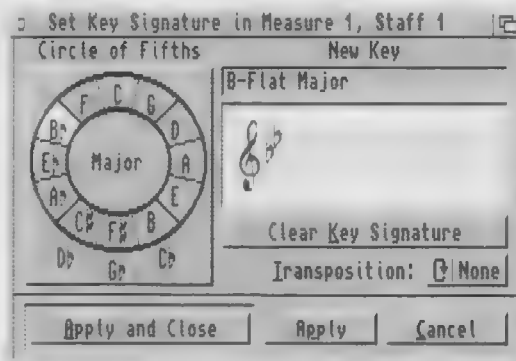 Set Key Signature in Measure 1, Staff 1
Circle of Fifths
New Key
B-Flat Major
C
F
G
B♭
D
E♭
Major
A
A♭
E
C♯
F♯
B
D♭
G♭
C♭
Clear Key Signature
Transposition:
None
Apply and Close
Apply
Cancel